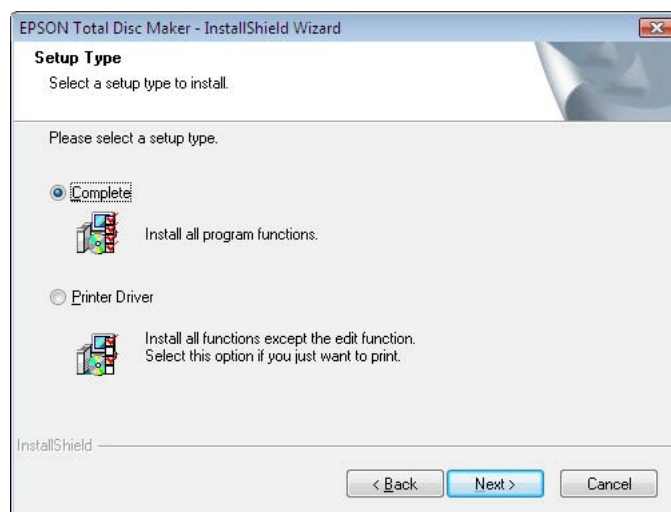 EPSON Total Disc Maker - InstallShield Wizard
Setup Type
Select a setup type to install.
Please select a setup type.
Complete
Install all program functions.
Printer Driver
Install all functions except the edit function.
Select this option if you just want to print.
InstallShield
< Back
Next >
Cancel